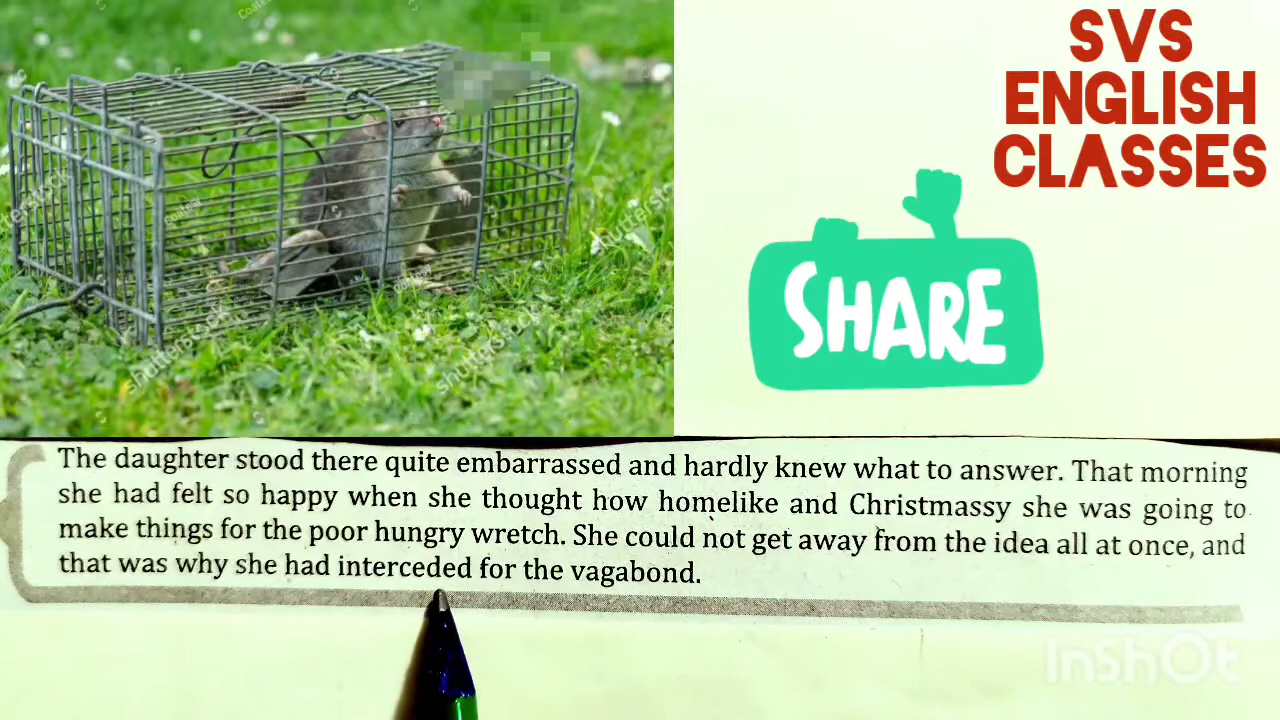 SVS
ENGLISH
CLASSES
SHARE
The daughter stood there quite embarrassed and hardly knew what to answer. That morning
she had felt so happy when she thought how homelike and Christmassy she was going to
make things for the poor hungry wretch. She could not get away from the idea all at once, and
that was why she had interceded for the vagabond.
shutterstock
InShOt